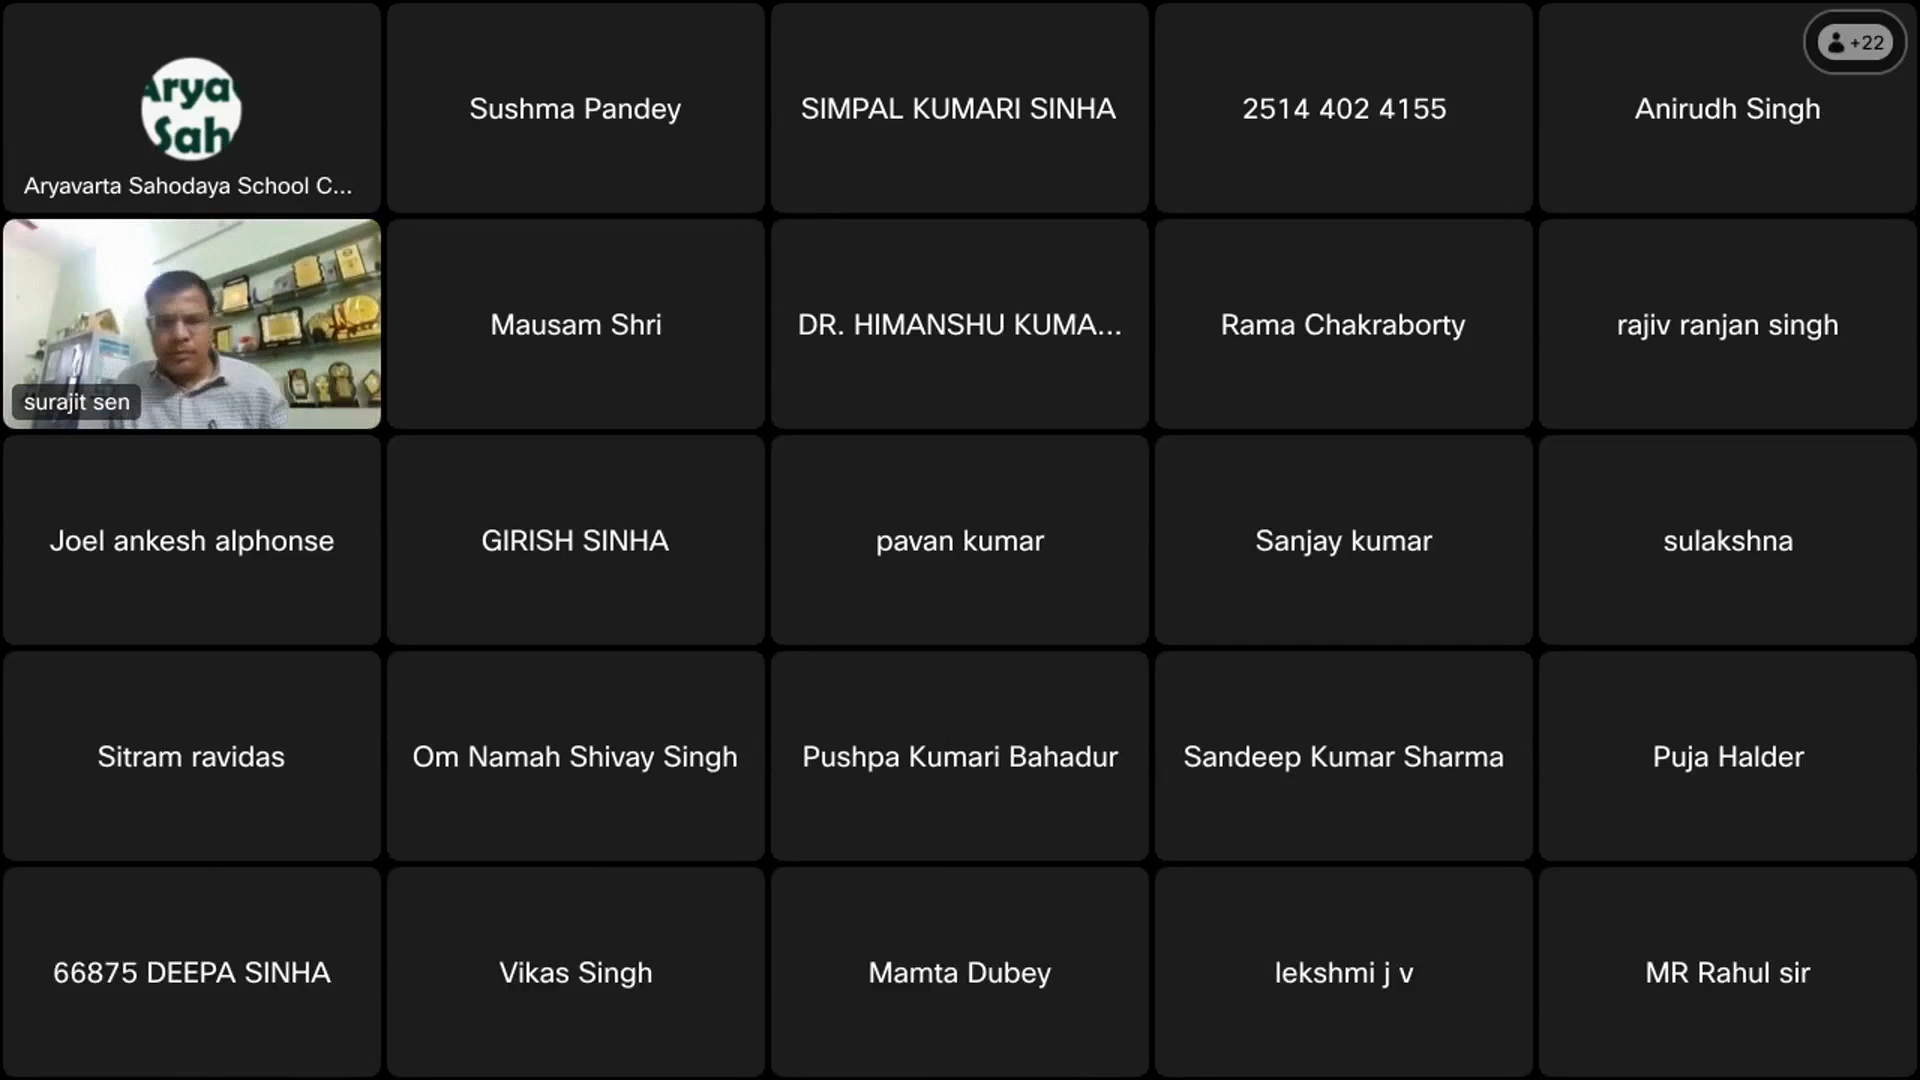 Arya
Sah
Aryavarta Sahodaya School C...
Sushma Pandey
SIMPAL KUMARI SINHA
2514 402 4155
Anirudh Singh
+22
surajit sen
Mausam Shri
DR. HIMANSHU KUMA...
Rama Chakraborty
rajiv ranjan singh
Joel ankesh alphonse
GIRISH SINHA
pavan kumar
Sanjay kumar
sulakshna
Sitram ravidas
Om Namah Shivay Singh
Pushpa Kumari Bahadur
Sandeep Kumar Sharma
Puja Halder
66875 DEEPA SINHA
Vikas Singh
Mamta Dubey
lekshmi j v
MR Rahul sir